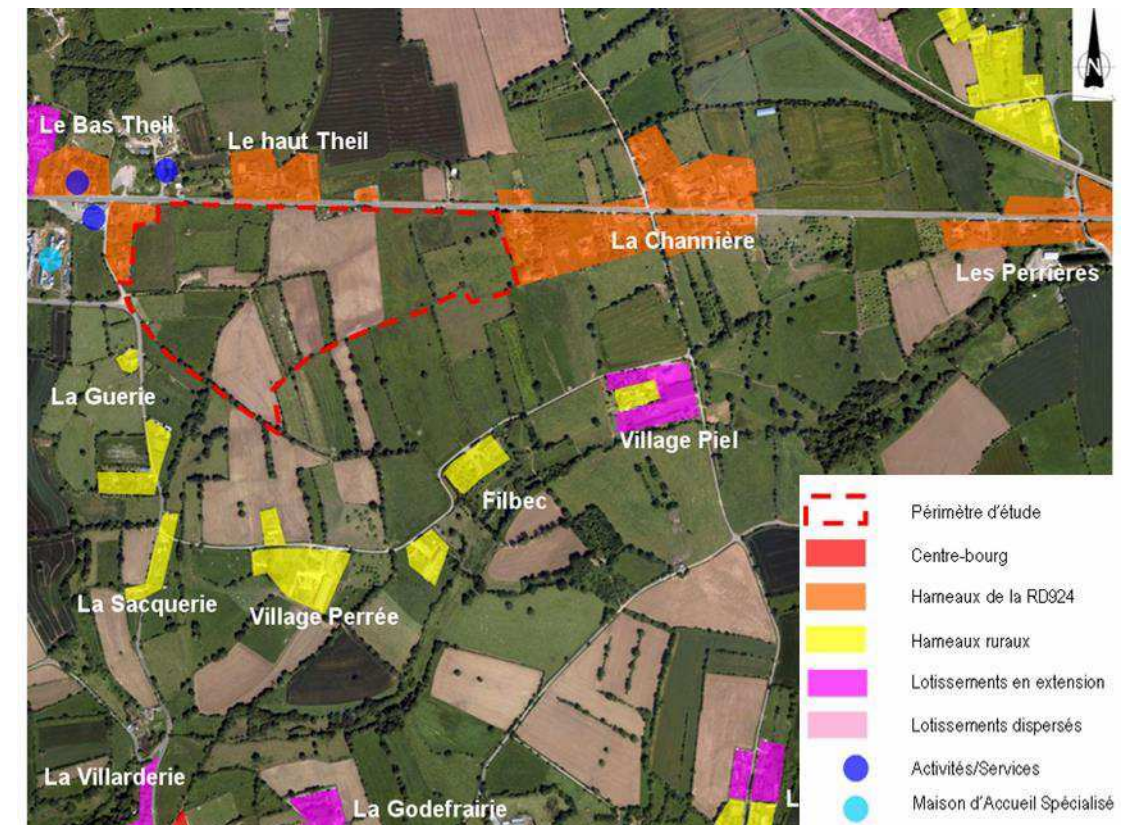 N
Le Bas Theil
Le haut Theil
La Channière
Les Perrières
La Guerie
Village Piel
Filbec
La Sacquerie
Village Perrée
La Villarderie
La Godefrairie
L
Périmètre d'étude
Centre-bourg
Hameaux de la RD924
Hameaux ruraux
Lotissements en extension
Lotissements dispersés
Activités/Services
Maison d'Accueil Spécialisé